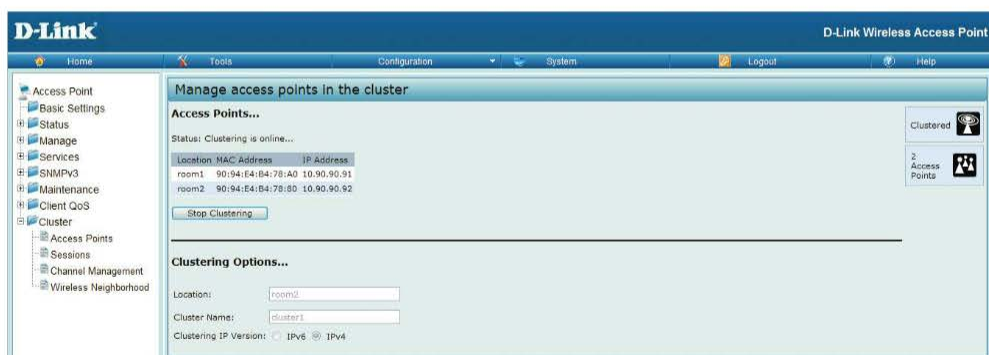 D-Link
D-Link Wireless Access Point
Home Tools Configuration System Logout Help
Access Point
Basic Settings
Status
Manage
Services
SNMPv3
Maintenance
Client QoS
Cluster
Access Points
Sessions
Channel Management
Wireless Neighborhood
Manage access points in the cluster
Access Points...
Status: Clustering is online...
Location MAC Address IP Address
room1 90:94:E4:B4:78:A0 10.90.90.91
room2 90:94:E4:B4:78:80 10.90.90.92
Stop Clustering
Clustering Options...
Location: room2
Cluster Name: cluster1
Clustering IP Version: IPv6 IPv4
Clustered
2
Access
Points